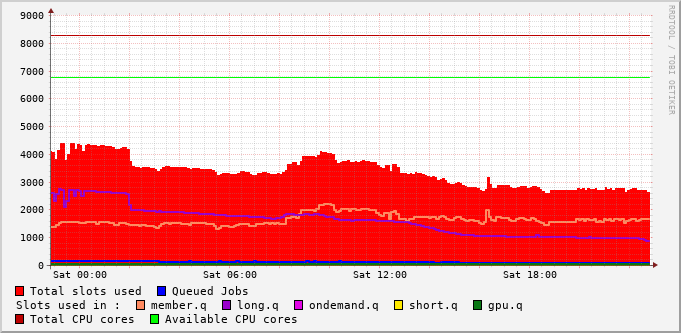 RRDTOOL / TOBI OETIKER
9000
8000
7000
6000
5000
4000
3000
2000
1000
0
Sat 00:00 Sat 06:00 Sat 12:00 Sat 18:00
Total slots used Queued Jobs
Slots used in : member.q long.q ondemand.q short.q gpu.q
Total CPU cores Available CPU cores